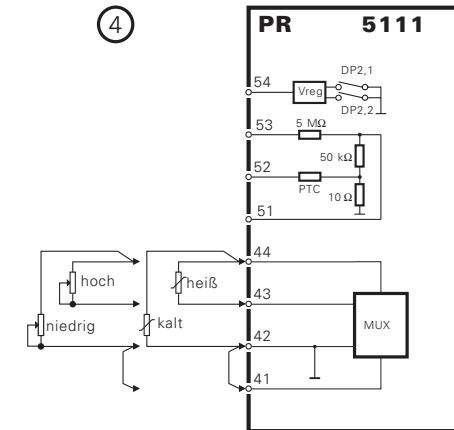 4
PR 5111
DP2,1
54
Vreg
DP2,2
53
5 MΩ
50 kΩ
52
PTC
10 Ω
51
44
hoch
heiß
43
MUX
niedrig
kalt
42
41